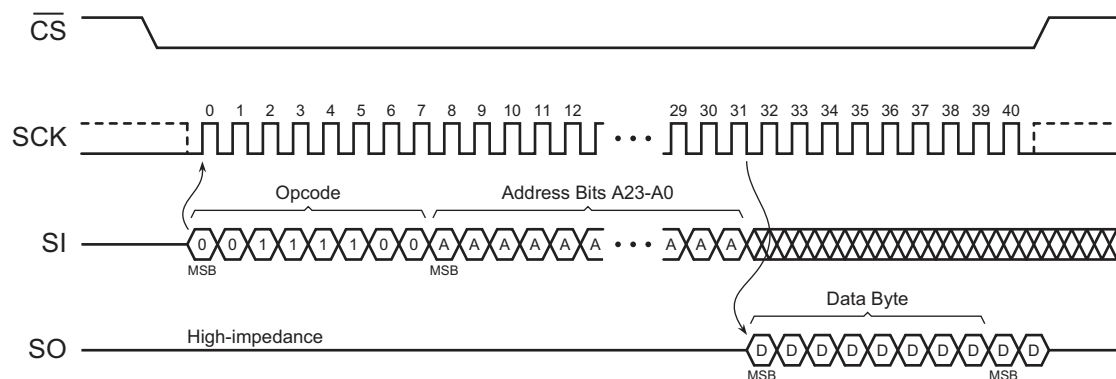 CS
0 1 2 3 4 5 6 7 8 9 10 11 12 29 30 31 32 33 34 35 36 37 38 39 40
SCK
Opcode Address Bits A23-A0
SI 0 0 1 1 1 1 0 0 A A A A A A • • • A A A
MSB MSB
Data Byte
High-impedance
SO D D D D D D D D D D
MSB MSB